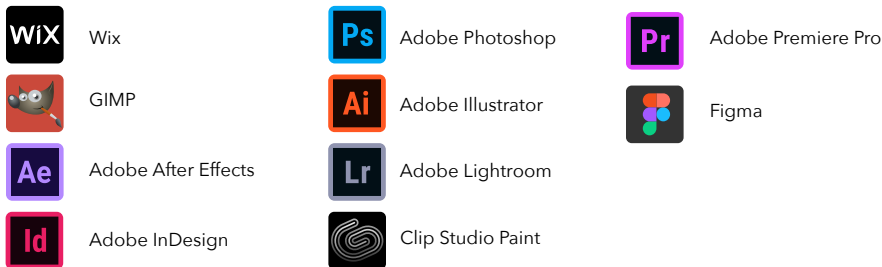 WiX Wix
GIMP
Ae Adobe After Effects
Id Adobe InDesign
Ps Adobe Photoshop
Ai Adobe Illustrator
Lr Adobe Lightroom
Clip Studio Paint
Pr Adobe Premiere Pro
Figma